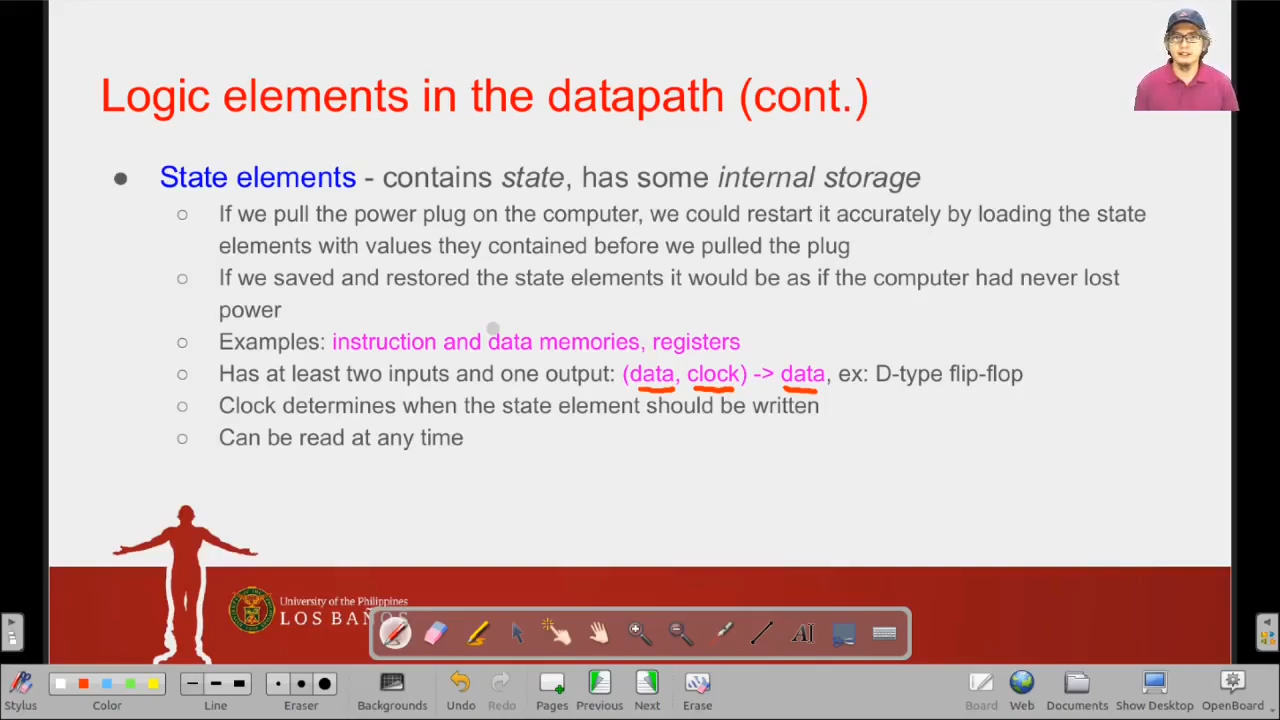 Logic elements in the datapath (cont.)
● State elements - contains state, has some internal storage
○ If we pull the power plug on the computer, we could restart it accurately by loading the state
elements with values they contained before we pulled the plug
○ If we saved and restored the state elements it would be as if the computer had never lost
power
○ Examples: instruction and data memories, registers
○ Has at least two inputs and one output: (data, clock) -> data, ex: D-type flip-flop
○ Clock determines when the state element should be written
○ Can be read at any time
University of the Philippines
LOS BAÑOS
Stylus Color Line Eraser Backgrounds Undo Redo Pages Previous Next Erase Board Web Documents Show Desktop OpenBoard